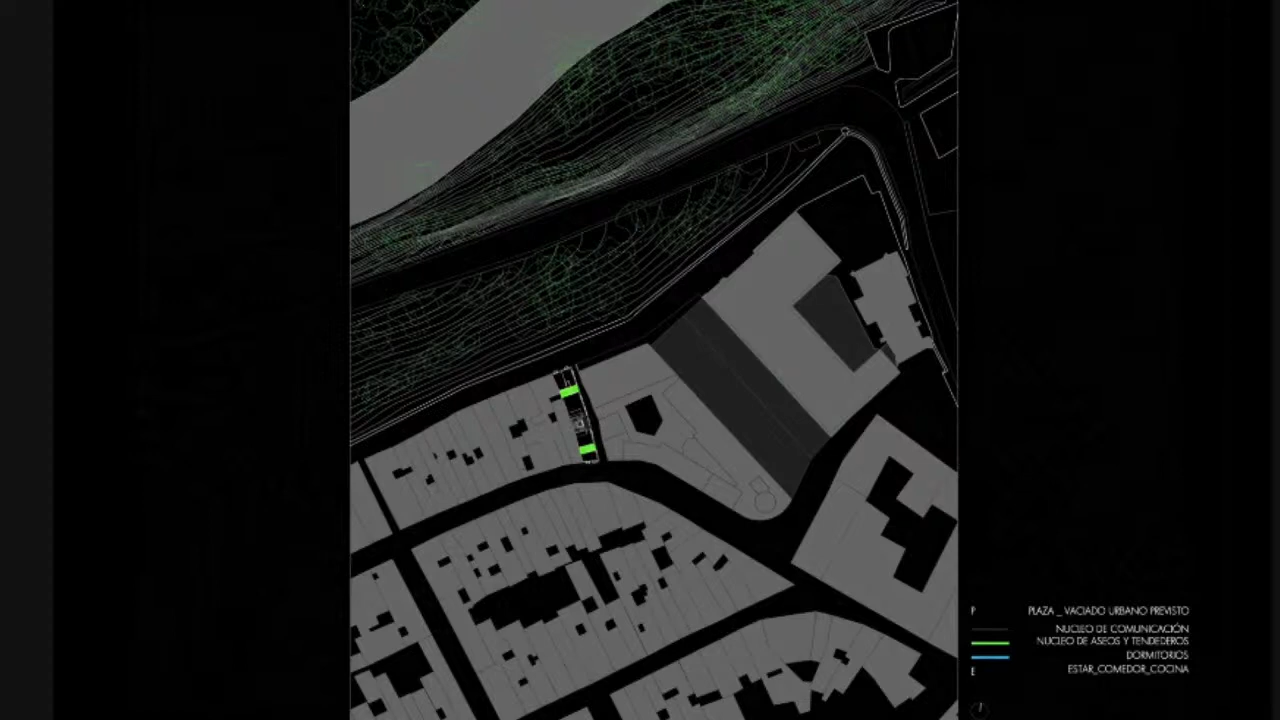 P PLAZA _ VACIADO URBANO PREVISTO
NUCLEO DE COMUNICACIÓN
NUCLEO DE ASEOS Y TENDEDEROS
DORMITORIOS
E ESTAR_COMEDOR_COCINA